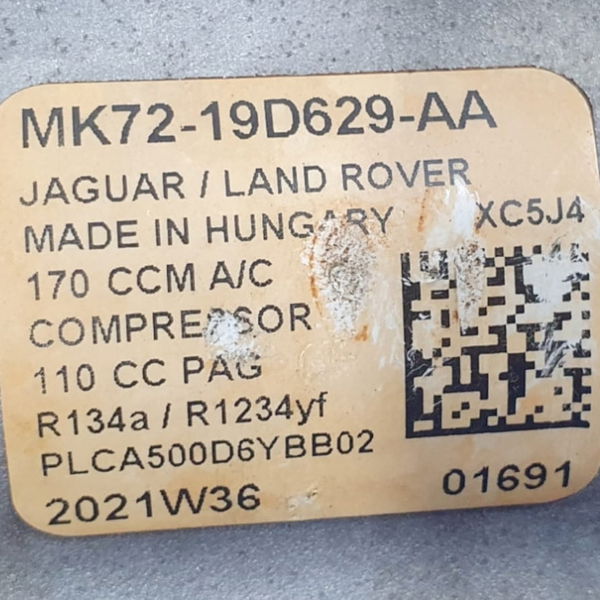 MK72-19D629-AA
JAGUAR / LAND ROVER
MADE IN HUNGARY XC5J4
170 CCM A/C
COMPRESSOR
110 CC PAG
R134a / R1234yf
PLCA500D6YBB02
2021W36 01691